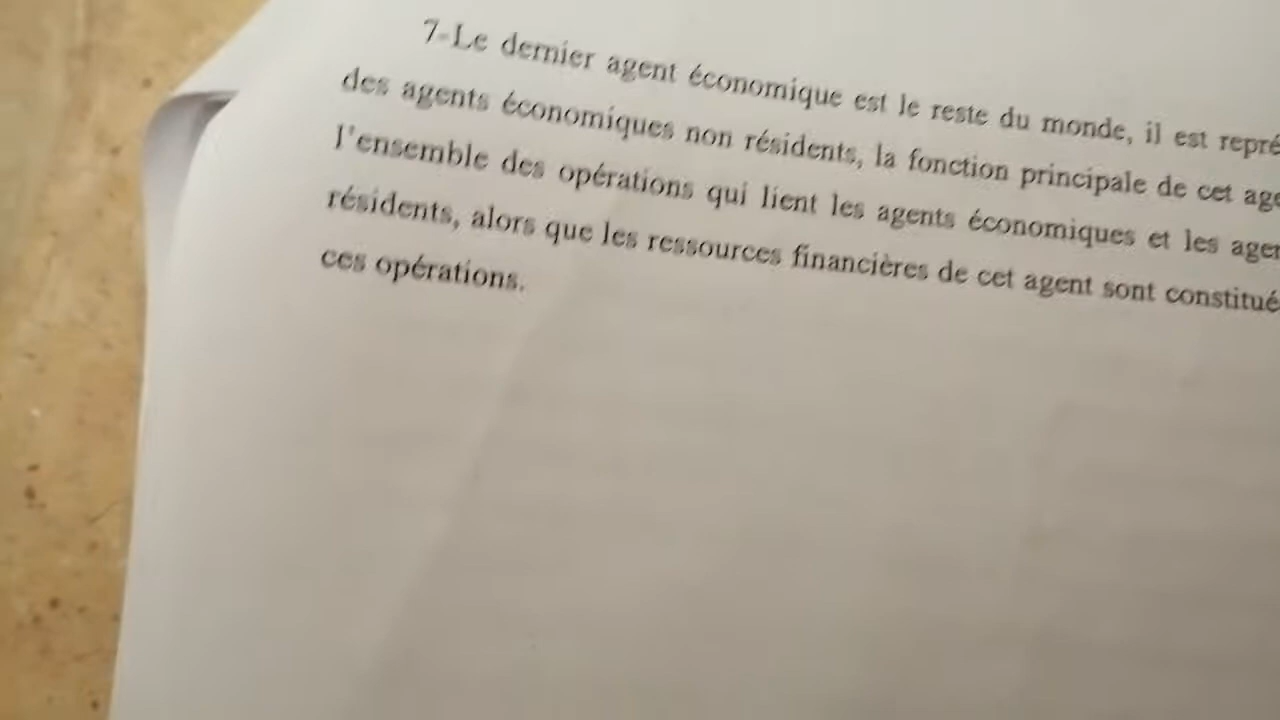 7-Le dernier agent économique est le reste du monde, il est repré
des agents économiques non résidents, la fonction principale de cet age
l'ensemble des opérations qui lient les agents économiques et les agen
résidents, alors que les ressources financières de cet agent sont constitué
ces opérations.